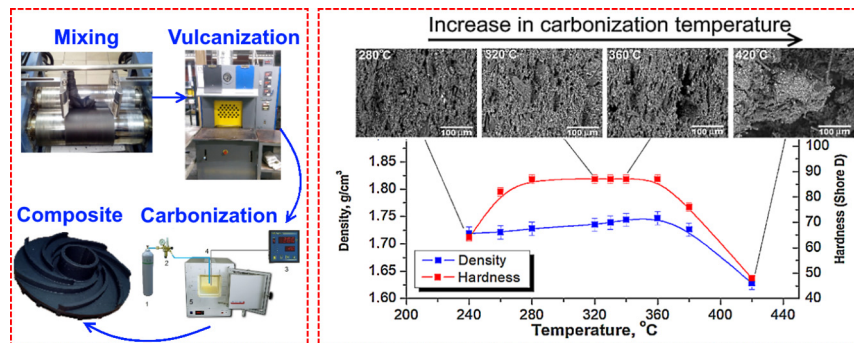 Mixing
Vulcanization
Composite
Carbonization
1
2
3
4
5
Increase in carbonization temperature
280°C
320°C
360°C
420°C
100 μm
100 μm
100 μm
100 μm
Density, g/cm³
1.85
1.80
1.75
1.70
1.65
1.60
Density
Hardness
Hardness (Shore D)
100
90
80
70
60
50
40
200
240
280
320
360
400
440
Temperature, °C